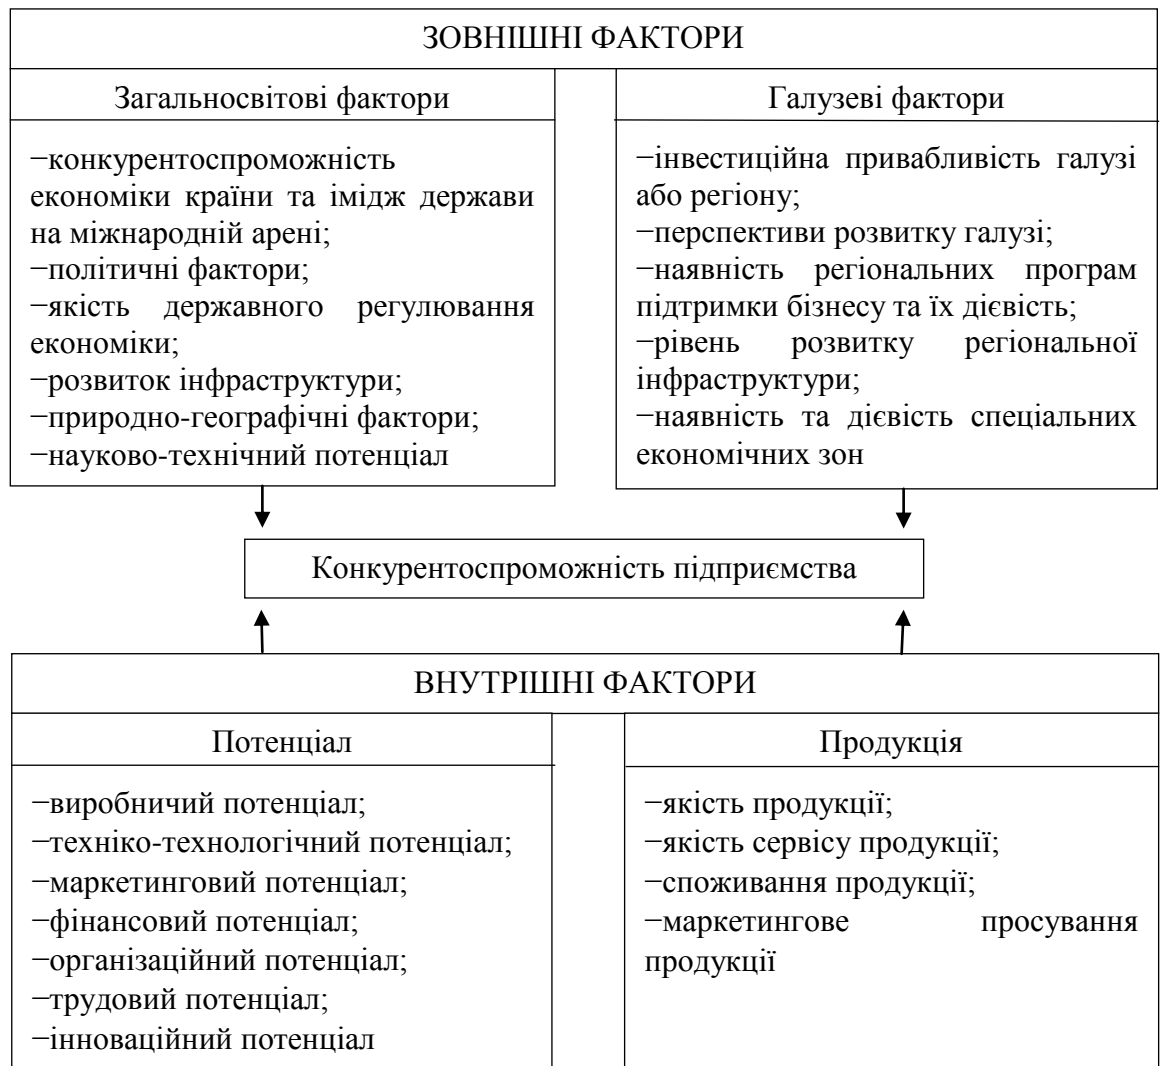 ЗОВНІШНІ ФАКТОРИ
Загальносвітові фактори
−конкурентоспроможність
економіки країни та імідж держави
на міжнародній арені;
−політичні фактори;
−якість державного регулювання
економіки;
−розвиток інфраструктури;
−природно-географічні фактори;
−науково-технічний потенціал
Галузеві фактори
−інвестиційна привабливість галузі
або регіону;
−перспективи розвитку галузі;
−наявність регіональних програм
підтримки бізнесу та їх дієвість;
−рівень розвитку регіональної
інфраструктури;
−наявність та дієвість спеціальних
економічних зон
Конкурентоспроможність підприємства
ВНУТРІШНІ ФАКТОРИ
Потенціал
−виробничий потенціал;
−техніко-технологічний потенціал;
−маркетинговий потенціал;
−фінансовий потенціал;
−організаційний потенціал;
−трудовий потенціал;
−інноваційний потенціал
Продукція
−якість продукції;
−якість сервісу продукції;
−споживання продукції;
−маркетингове просування
продукції